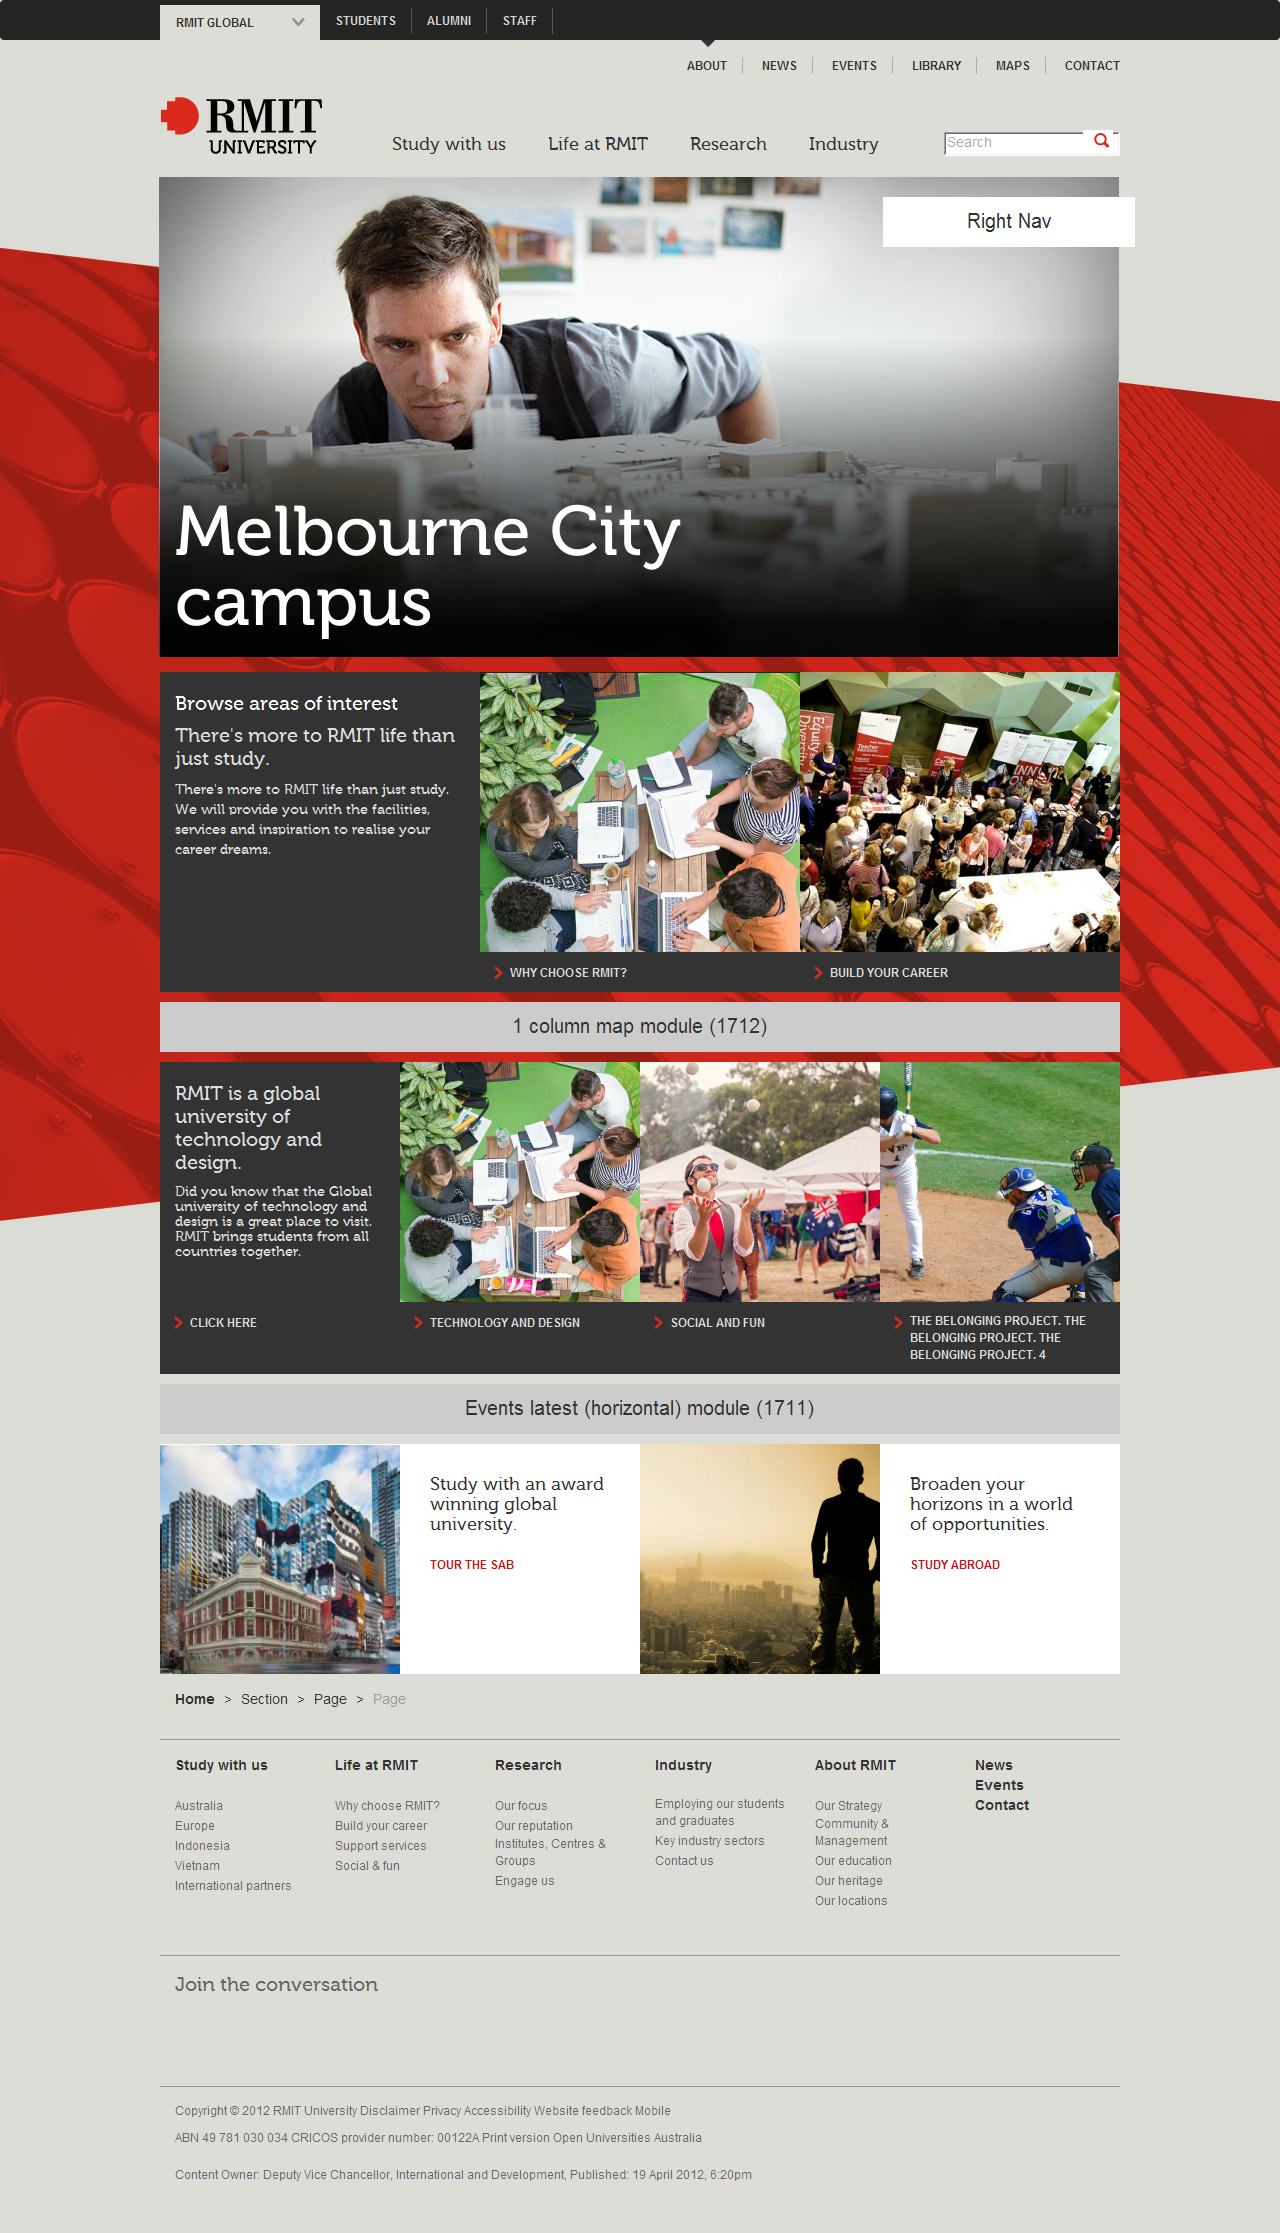 RMIT GLOBAL
STUDENTS
ALUMNI
STAFF
ABOUT
NEWS
EVENTS
LIBRARY
MAPS
CONTACT
RMIT
UNIVERSITY
Study with us
Life at RMIT
Research
Industry
Search
Right Nav
Melbourne City
campus
Browse areas of interest
There's more to RMIT life than
just study.
There's more to RMIT life than just study.
We will provide you with the facilities,
services and inspiration to realise your
career dreams.
Equity
Diversity
Teacher
WHY CHOOSE RMIT?
BUILD YOUR CAREER
1 column map module (1712)
RMIT is a global
university of
technology and
design.
Did you know that the Global
university of technology and
design is a great place to visit.
RMIT brings students from all
countries together.
CLICK HERE
TECHNOLOGY AND DESIGN
SOCIAL AND FUN
THE BELONGING PROJECT. THE
BELONGING PROJECT. THE
BELONGING PROJECT. 4
Events latest (horizontal) module (1711)
Study with an award
winning global
university.
TOUR THE SAB
Broaden your
horizons in a world
of opportunities.
STUDY ABROAD
Home > Section > Page > Page
Study with us
Australia
Europe
Indonesia
Vietnam
International partners
Life at RMIT
Why choose RMIT?
Build your career
Support services
Social & fun
Research
Our focus
Our reputation
Institutes, Centres &
Groups
Engage us
Industry
Employing our students
and graduates
Key industry sectors
Contact us
About RMIT
Our Strategy
Community &
Management
Our education
Our heritage
Our locations
News
Events
Contact
Join the conversation
Copyright © 2012 RMIT University Disclaimer Privacy Accessibility Website feedback Mobile
ABN 49 781 030 034 CRICOS provider number: 00122A Print version Open Universities Australia
Content Owner: Deputy Vice Chancellor, International and Development, Published: 19 April 2012, 6:20pm